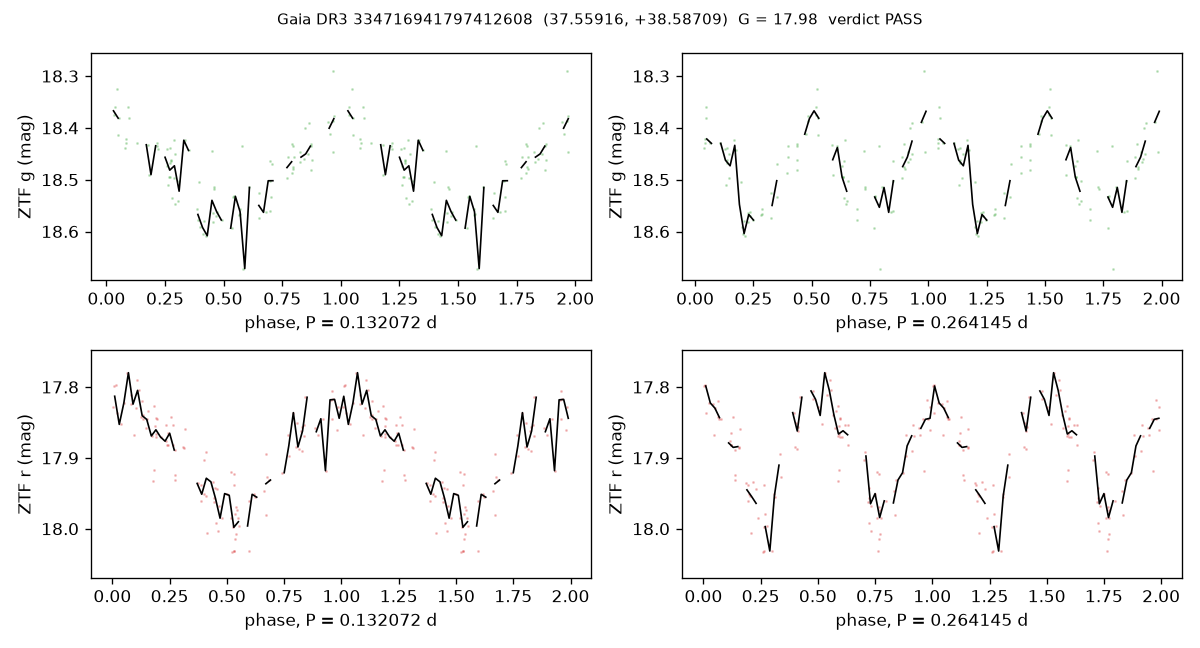 Gaia DR3 334716941797412608 (37.55916, +38.58709) G = 17.98 verdict PASS
ZTF g (mag)
18.3
18.4
18.5
18.6
0.00 0.25 0.50 0.75 1.00 1.25 1.50 1.75 2.00
phase, P = 0.132072 d
ZTF g (mag)
18.3
18.4
18.5
18.6
0.00 0.25 0.50 0.75 1.00 1.25 1.50 1.75 2.00
phase, P = 0.264145 d
ZTF r (mag)
17.8
17.9
18.0
0.00 0.25 0.50 0.75 1.00 1.25 1.50 1.75 2.00
phase, P = 0.132072 d
ZTF r (mag)
17.8
17.9
18.0
0.00 0.25 0.50 0.75 1.00 1.25 1.50 1.75 2.00
phase, P = 0.264145 d